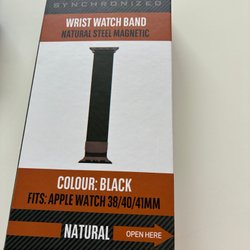 SYNCHRONIZED
WRIST WATCH BAND
NATURAL STEEL MAGNETIC
COLOUR: BLACK
FITS: APPLE WATCH 38/40/41MM
NATURAL
OPEN HERE